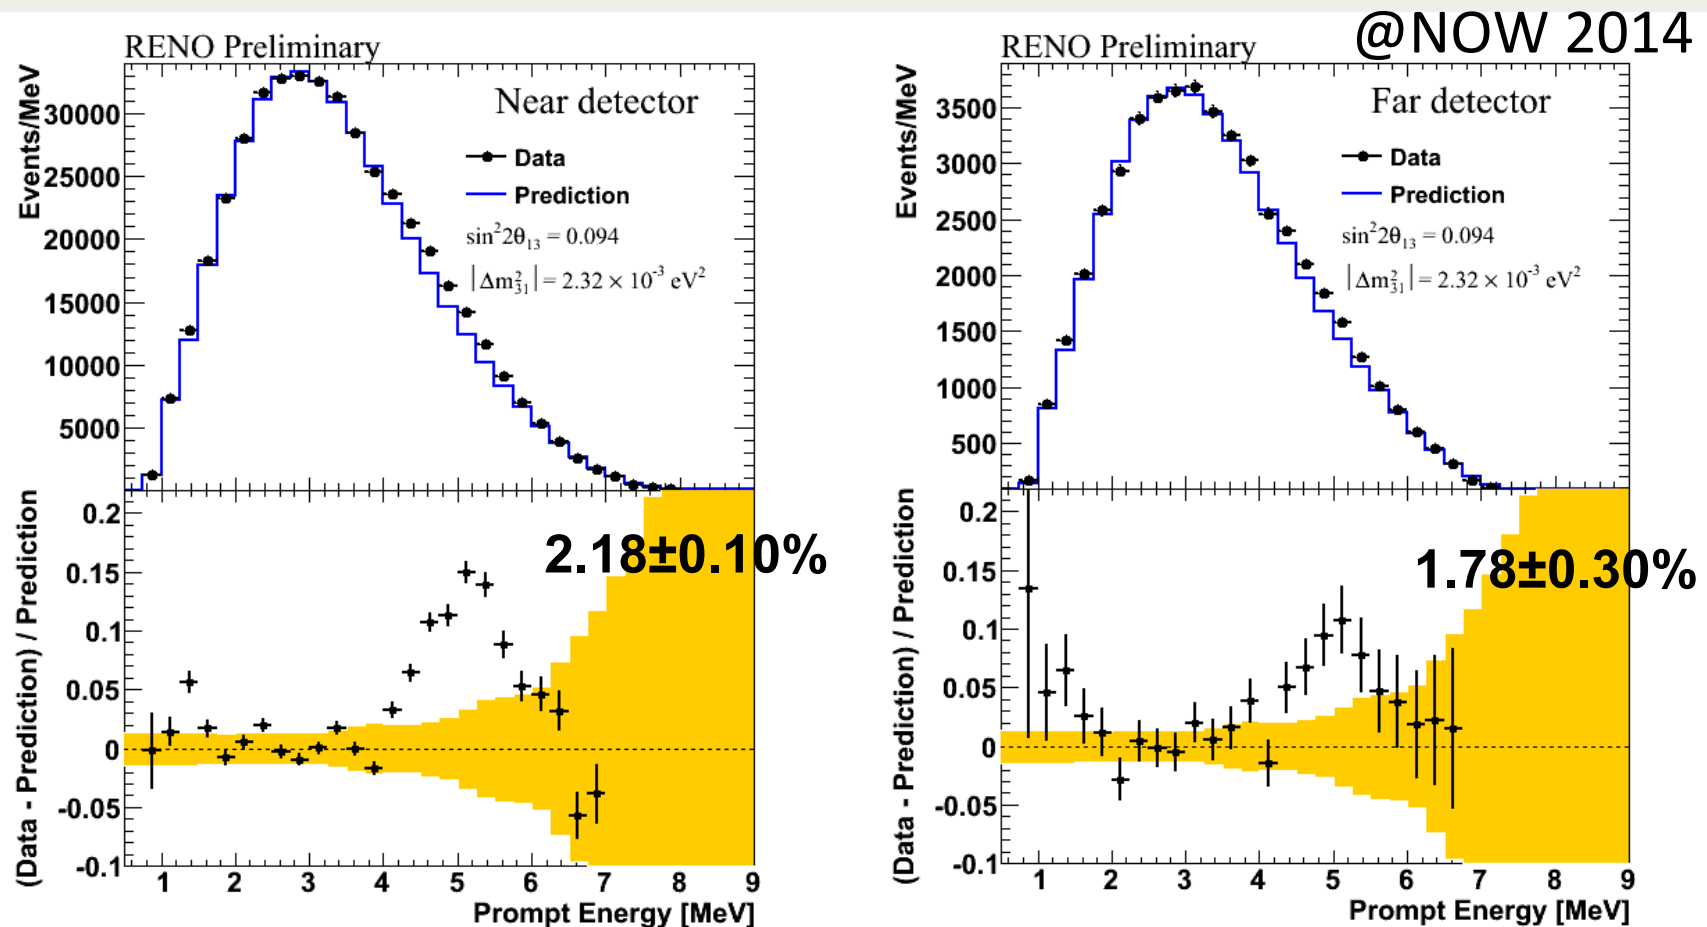 @NOW 2014
RENO Preliminary
Near detector
Data
Prediction
sin²2θ₁₃ = 0.094
|Δm²₃₁| = 2.32 × 10⁻³ eV²
Events/MeV
30000
25000
20000
15000
10000
5000
2.18±0.10%
(Data - Prediction) / Prediction
0.2
0.15
0.1
0.05
0
-0.05
-0.1
1 2 3 4 5 6 7 8 9
Prompt Energy [MeV]
RENO Preliminary
Far detector
Data
Prediction
sin²2θ₁₃ = 0.094
|Δm²₃₁| = 2.32 × 10⁻³ eV²
Events/MeV
3500
3000
2500
2000
1500
1000
500
1.78±0.30%
(Data - Prediction) / Prediction
0.2
0.15
0.1
0.05
0
-0.05
-0.1
1 2 3 4 5 6 7 8 9
Prompt Energy [MeV]